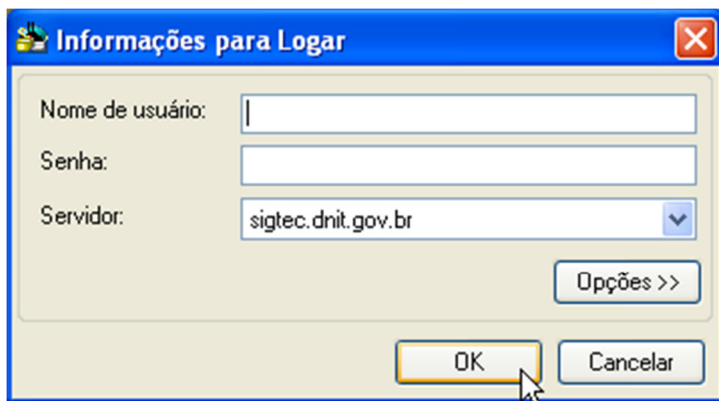 Informações para Logar
Nome de usuário:
Senha:
Servidor: sigtec.dnit.gov.br
Opções >>
OK Cancelar